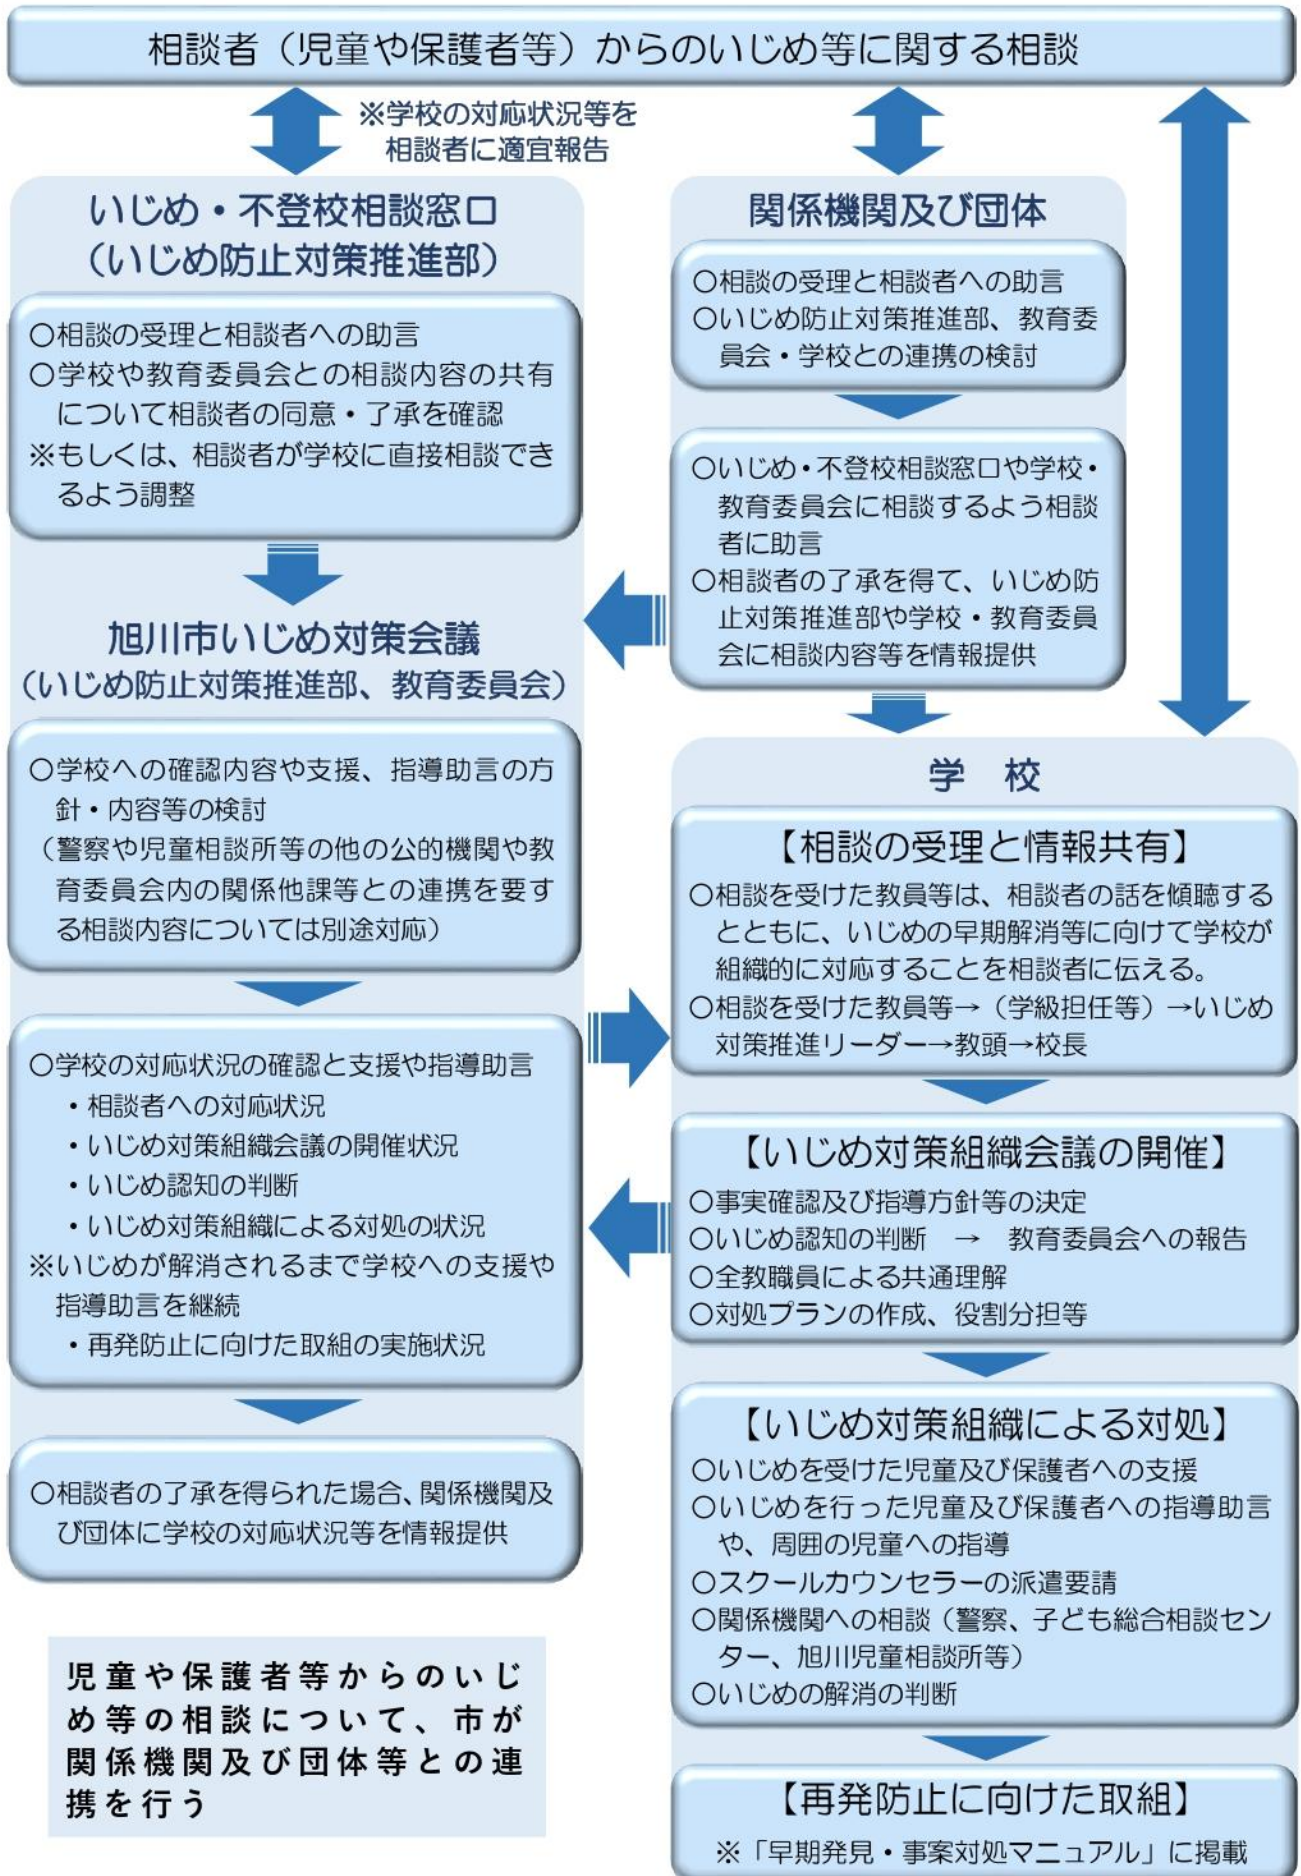 相談者（児童や保護者等）からのいじめ等に関する相談
※学校の対応状況等を
相談者に適宜報告
いじめ・不登校相談窓口
（いじめ防止対策推進部）
○相談の受理と相談者への助言
○学校や教育委員会との相談内容の共有
について相談者の同意・了承を確認
※もしくは、相談者が学校に直接相談でき
るよう調整
旭川市いじめ対策会議
（いじめ防止対策推進部、教育委員会）
○学校への確認内容や支援、指導助言の方
針・内容等の検討
（警察や児童相談所等の他の公的機関や教
育委員会内の関係他課等との連携を要す
る相談内容については別途対応）
○学校の対応状況の確認と支援や指導助言
・相談者への対応状況
・いじめ対策組織会議の開催状況
・いじめ認知の判断
・いじめ対策組織による対処の状況
※いじめが解消されるまで学校への支援や
指導助言を継続
・再発防止に向けた取組の実施状況
○相談者の了承を得られた場合、関係機関及
び団体に学校の対応状況等を情報提供
児童や保護者等からのいじ
め等の相談について、市が
関係機関及び団体等との連
携を行う
関係機関及び団体
○相談の受理と相談者への助言
○いじめ防止対策推進部、教育委
員会・学校との連携の検討
○いじめ・不登校相談窓口や学校・
教育委員会に相談するよう相談
者に助言
○相談者の了承を得て、いじめ防
止対策推進部や学校・教育委員
会に相談内容等を情報提供
学　校
【相談の受理と情報共有】
○相談を受けた教員等は、相談者の話を傾聴する
とともに、いじめの早期解消等に向けて学校が
組織的に対応することを相談者に伝える。
○相談を受けた教員等→（学級担任等）→いじめ
対策推進リーダー→教頭→校長
【いじめ対策組織会議の開催】
○事実確認及び指導方針等の決定
○いじめ認知の判断　→　教育委員会への報告
○全教職員による共通理解
○対処プランの作成、役割分担等
【いじめ対策組織による対処】
○いじめを受けた児童及び保護者への支援
○いじめを行った児童及び保護者への指導助言
や、周囲の児童への指導
○スクールカウンセラーの派遣要請
○関係機関への相談（警察、子ども総合相談セン
ター、旭川児童相談所等）
○いじめの解消の判断
【再発防止に向けた取組】
※「早期発見・事案対処マニュアル」に掲載